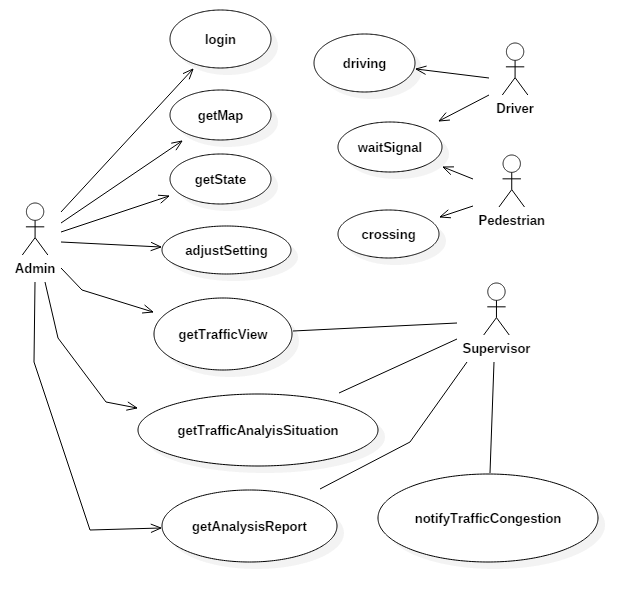 login
driving
Driver
getMap
waitSignal
getState
Pedestrian
crossing
adjustSetting
Admin
getTrafficView
Supervisor
getTrafficAnalyisSituation
notifyTrafficCongestion
getAnalysisReport